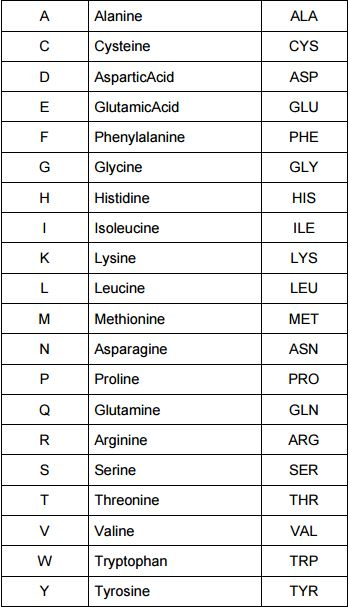 A Alanine ALA
C Cysteine CYS
D AsparticAcid ASP
E GlutamicAcid GLU
F Phenylalanine PHE
G Glycine GLY
H Histidine HIS
I Isoleucine ILE
K Lysine LYS
L Leucine LEU
M Methionine MET
N Asparagine ASN
P Proline PRO
Q Glutamine GLN
R Arginine ARG
S Serine SER
T Threonine THR
V Valine VAL
W Tryptophan TRP
Y Tyrosine TYR